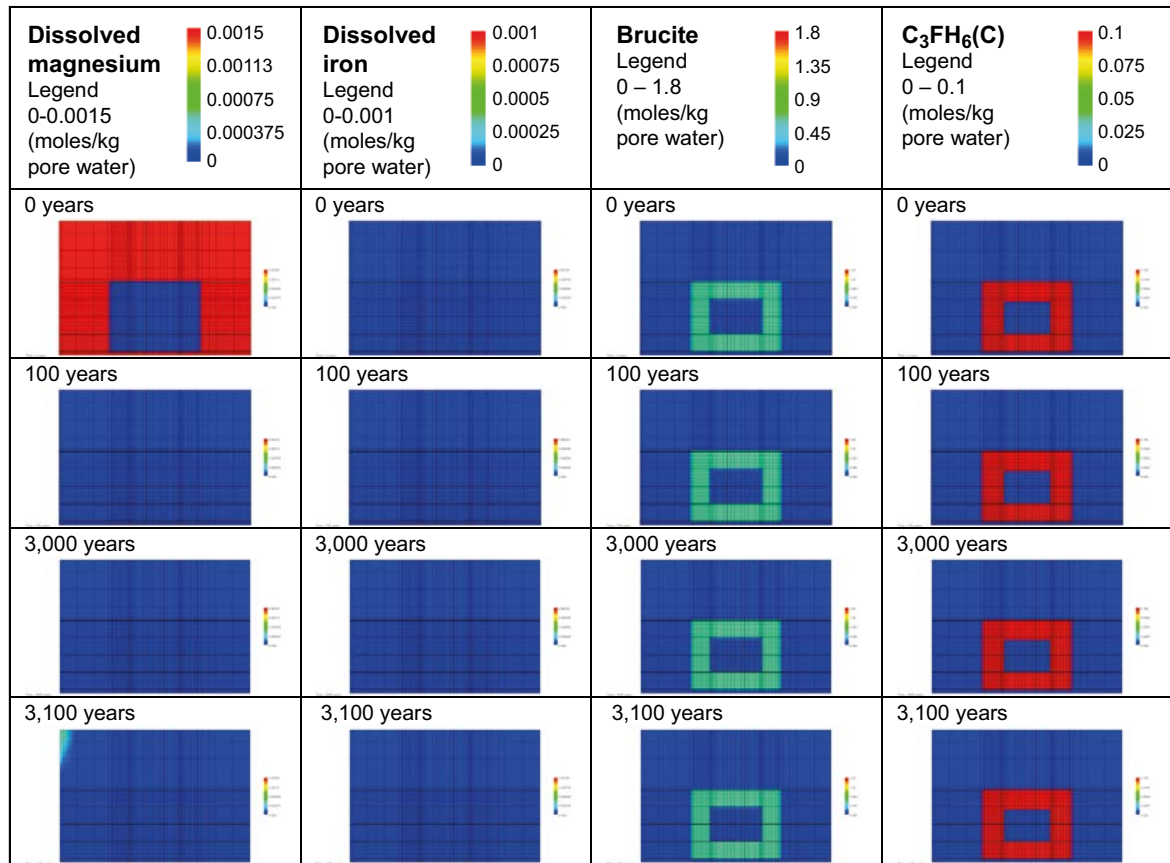 Dissolved
magnesium
Legend
0-0.0015
(moles/kg
pore water)
0.0015
0.00113
0.00075
0.000375
0
Dissolved
iron
Legend
0-0.001
(moles/kg
pore water)
0.001
0.00075
0.0005
0.00025
0
Brucite
Legend
0 – 1.8
(moles/kg
pore water)
1.8
1.35
0.9
0.45
0
C₃FH₆(C)
Legend
0 – 0.1
(moles/kg
pore water)
0.1
0.075
0.05
0.025
0
0 years
0 years
0 years
0 years
100 years
100 years
100 years
100 years
3,000 years
3,000 years
3,000 years
3,000 years
3,100 years
3,100 years
3,100 years
3,100 years